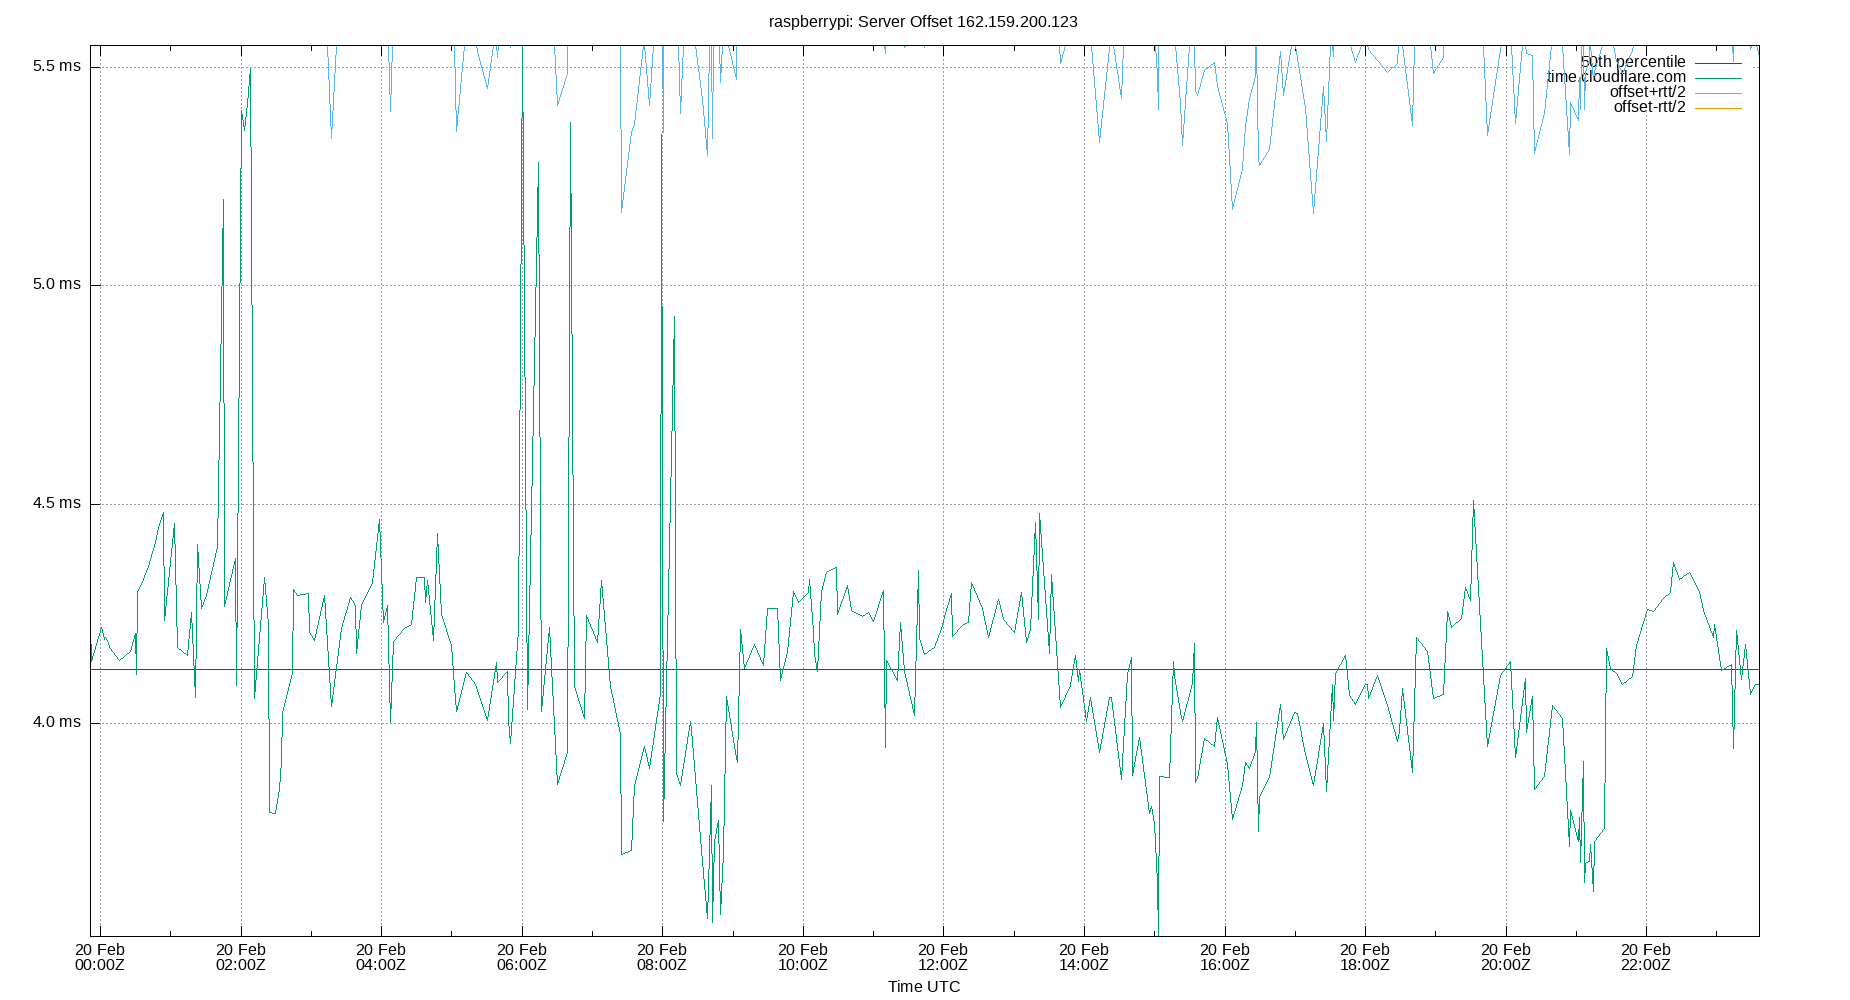 raspberrypi: Server Offset 162.159.200.123
5.5 ms
5.0 ms
4.5 ms
4.0 ms
50th percentile
time.cloudflare.com
offset+rtt/2
offset-rtt/2
20 Feb 20 Feb 20 Feb 20 Feb 20 Feb 20 Feb 20 Feb 20 Feb 20 Feb 20 Feb 20 Feb 20 Feb
00:00Z 02:00Z 04:00Z 06:00Z 08:00Z 10:00Z 12:00Z 14:00Z 16:00Z 18:00Z 20:00Z 22:00Z
Time UTC